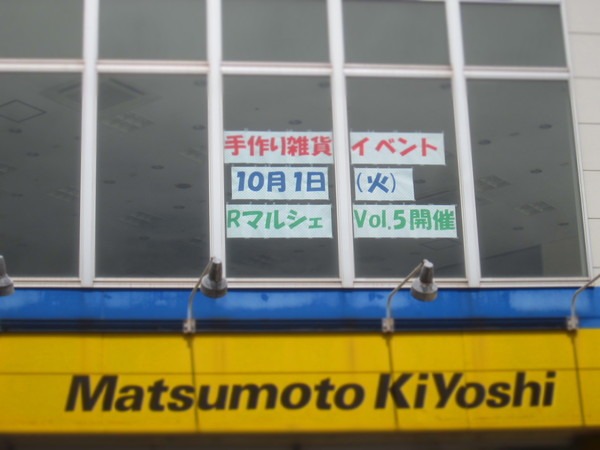 手作り雑貨 イベント
10月1日 (火)
Rマルシェ Vol.5開催
Matsumoto KiYoshi